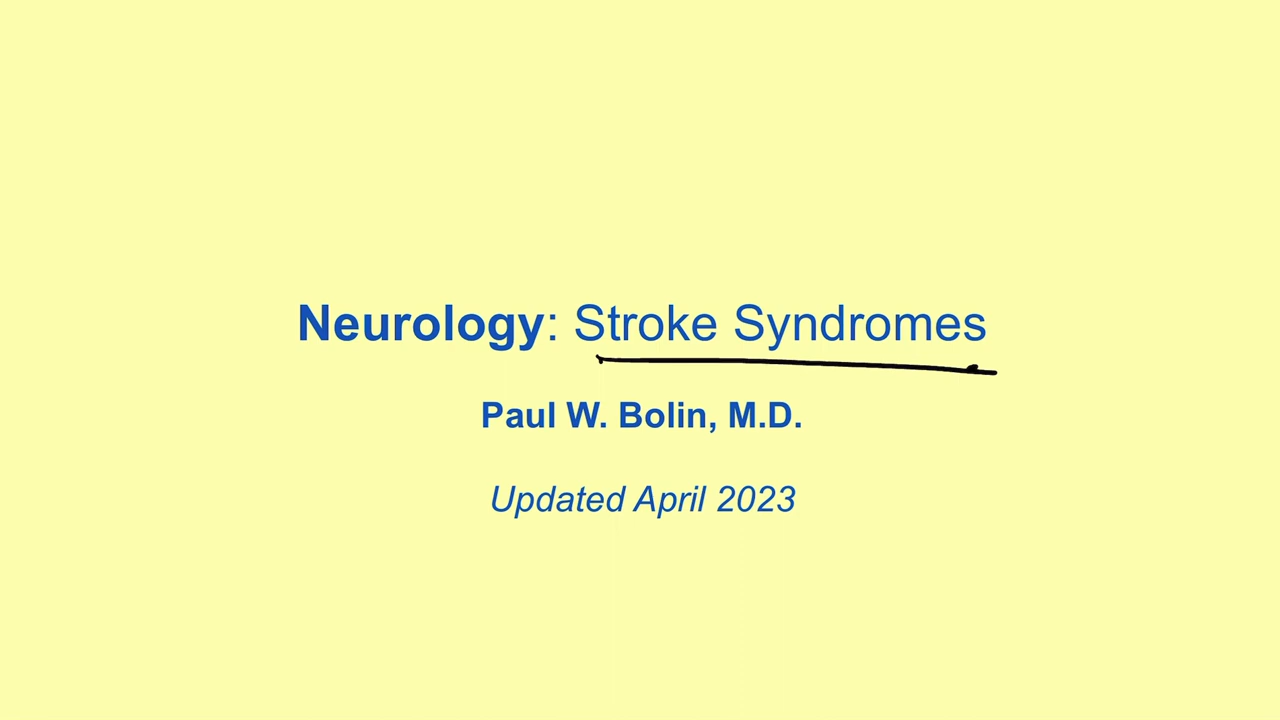 Neurology: Stroke Syndromes
Paul W. Bolin, M.D.
Updated April 2023